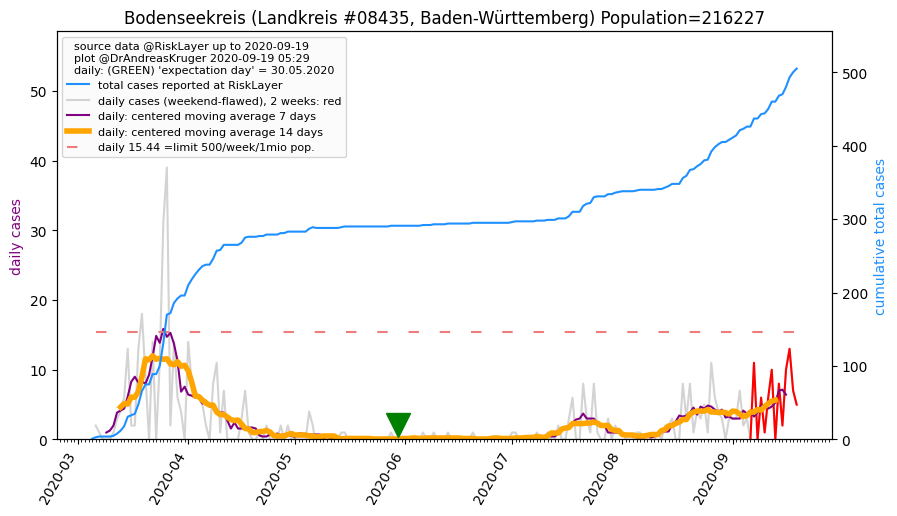 Bodenseekreis (Landkreis #08435, Baden-Württemberg) Population=216227
source data @RiskLayer up to 2020-09-19
plot @DrAndreasKruger 2020-09-19 05:29
daily: (GREEN) 'expectation day' = 30.05.2020
total cases reported at RiskLayer
daily cases (weekend-flawed), 2 weeks: red
daily: centered moving average 7 days
daily: centered moving average 14 days
daily 15.44 =limit 500/week/1mio pop.
daily cases
50
40
30
20
10
0
cumulative total cases
500
400
300
200
100
0
2020-03
2020-04
2020-05
2020-06
2020-07
2020-08
2020-09